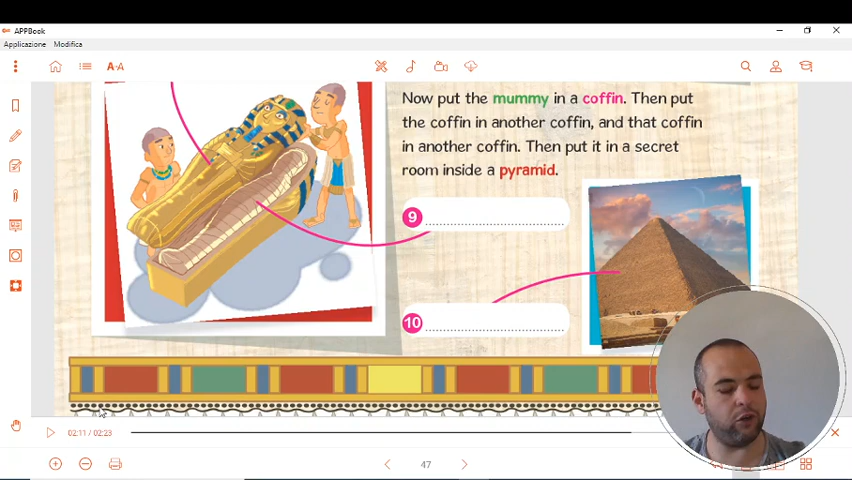 APPBook
Applicazione Modifica
A-A
Now put the mummy in a coffin. Then put
the coffin in another coffin, and that coffin
in another coffin. Then put it in a secret
room inside a pyramid.
9
10
02:11 / 02:23
47